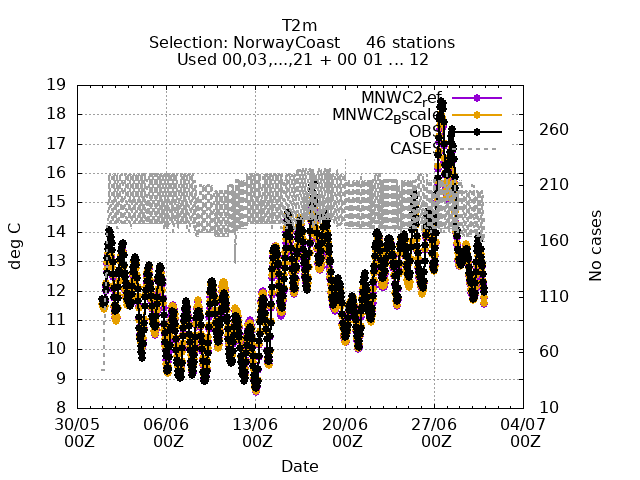 T2m
Selection: NorwayCoast 46 stations
Used 00,03,...,21 + 00 01 ... 12
MNWC2ref
MNWC2Bscale
OBS
CASES
19
18
17
16
15
14
13
12
11
10
9
8
deg C
260
210
160
110
60
10
No cases
30/05 06/06 13/06 20/06 27/06 04/07
00Z 00Z 00Z 00Z 00Z 00Z
Date